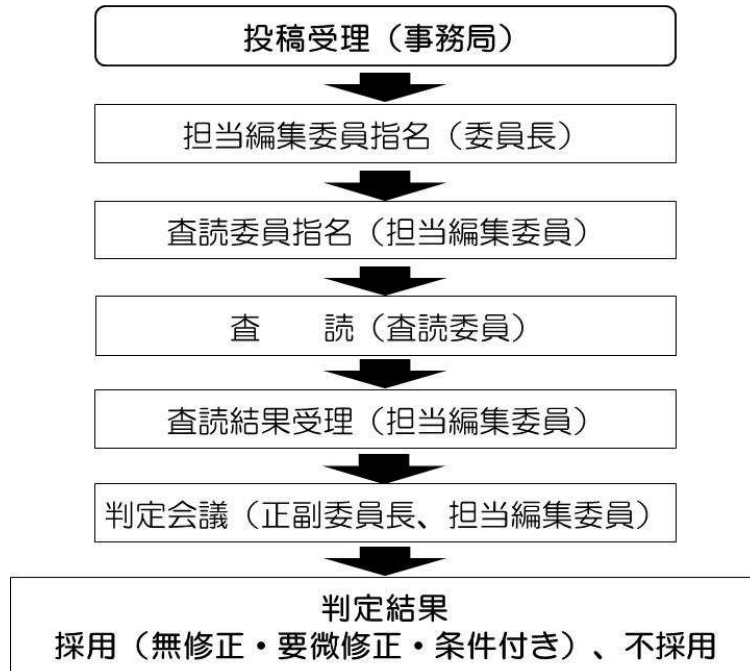 投稿受理（事務局）
担当編集委員指名（委員長）
査読委員指名（担当編集委員）
査　　読（査読委員）
査読結果受理（担当編集委員）
判定会議（正副委員長、担当編集委員）
判定結果
採用（無修正・要微修正・条件付き）、不採用